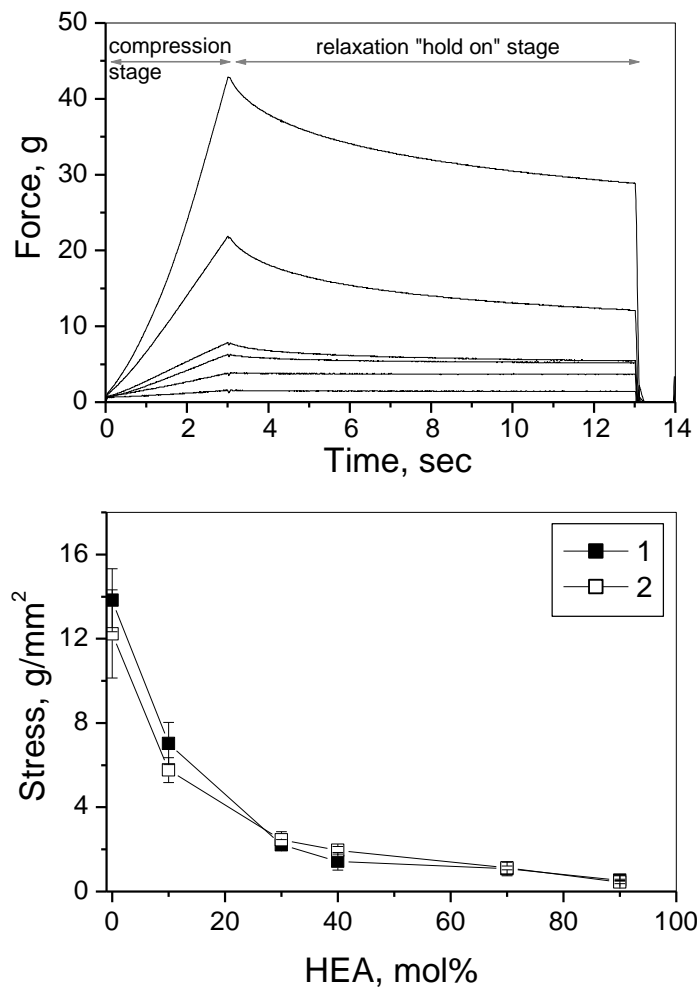 50
compression
stage
relaxation "hold on" stage
40
30
20
10
0
Force, g
0 2 4 6 8 10 12 14
Time, sec
16
12
8
4
0
Stress, g/mm²
1
2
0 20 40 60 80 100
HEA, mol%